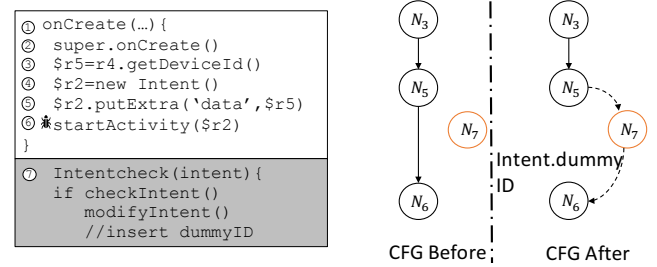 ① onCreate(…){
② super.onCreate()
③ $r5=r4.getDeviceId()
④ $r2=new Intent()
⑤ $r2.putExtra(‘data’,$r5)
⑥ startActivity($r2)
}
⑦ Intentcheck(intent){
if checkIntent()
modifyIntent()
//insert dummyID
N3
N5
N7
N6
CFG Before
N3
N5
N7
Intent.dummy
ID
N6
CFG After